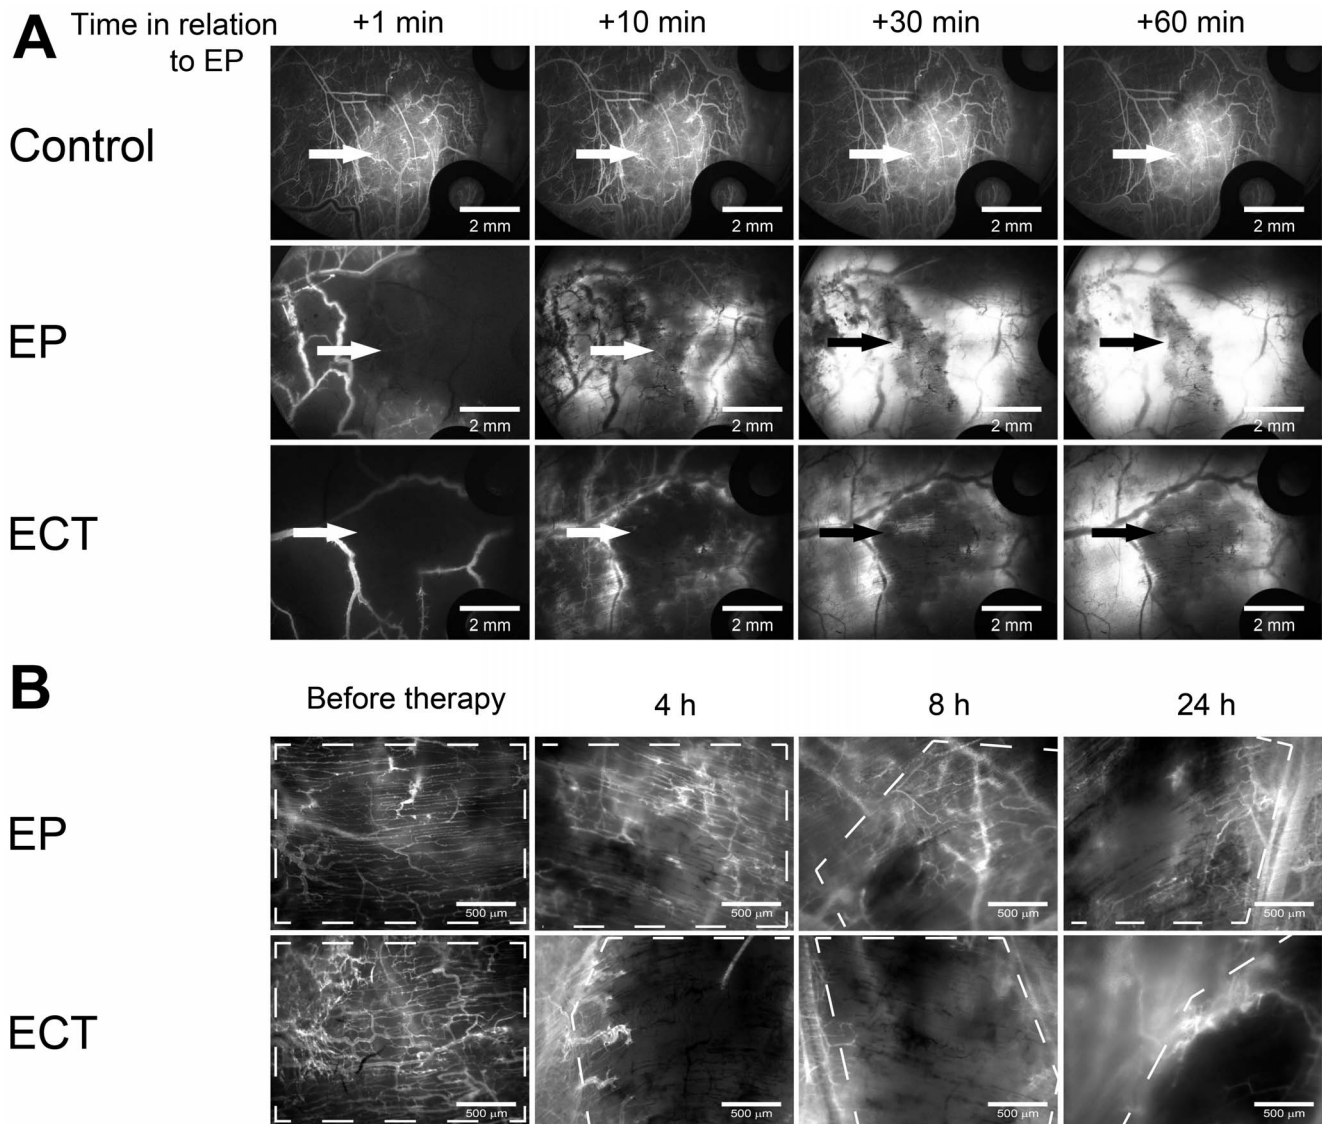 A
Time in relation
to EP
+1 min
+10 min
+30 min
+60 min
Control
2 mm
2 mm
2 mm
2 mm
EP
2 mm
2 mm
2 mm
2 mm
ECT
2 mm
2 mm
2 mm
2 mm
B
Before therapy
4 h
8 h
24 h
EP
500 µm
500 µm
500 µm
500 µm
ECT
500 µm
500 µm
500 µm
500 µm